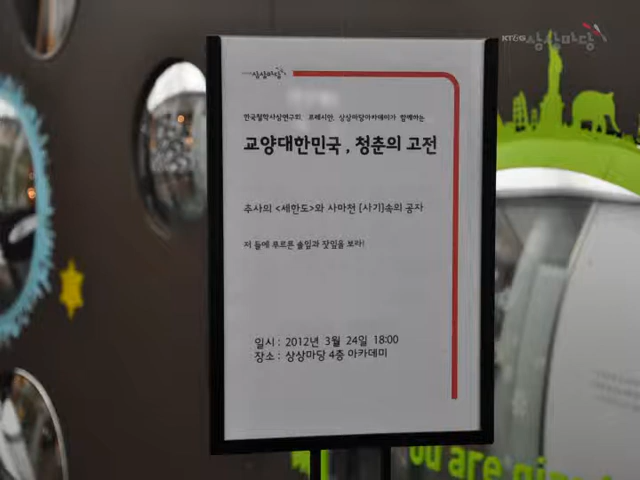 KT&G 상상마당
상상마당
한국철학사상연구회, 프레시안, 상상마당아카데미가 함께하는
교양대한민국, 청춘의 고전
추사의 <세한도>와 사마천 [사기]속의 공자
저 들에 푸르른 솔잎과 잣잎을 보라!
일시 : 2012년 3월 24일 18:00
장소 : 상상마당 4층 아카데미
you are